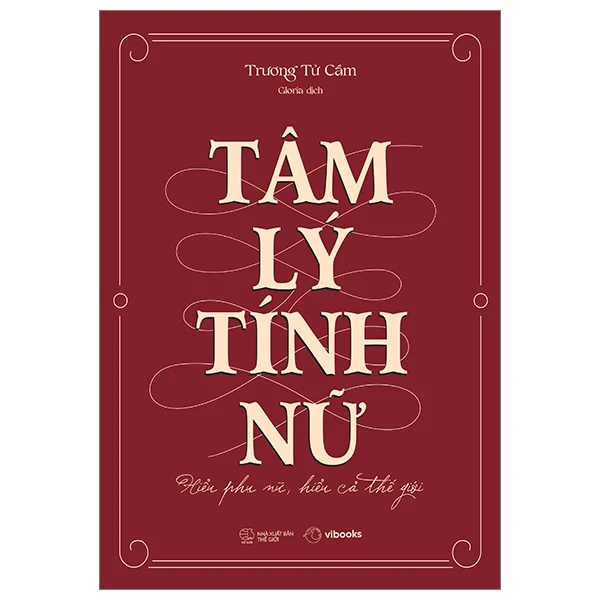 Trương Tử Cầm
Gloria dịch
TÂM
LÝ
TÍNH
NỮ
Hiểu phụ nữ, hiểu cả thế giới
NHÀ XUẤT BẢN
THẾ GIỚI
vibooks